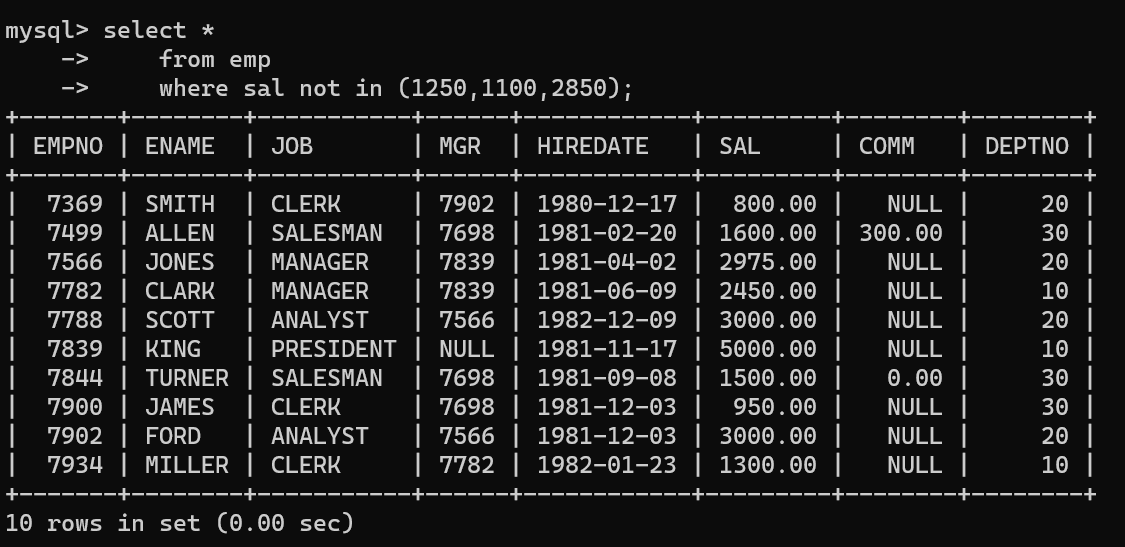 mysql> select *
    ->     from emp
    ->     where sal not in (1250,1100,2850);
+-------+--------+-----------+------+------------+---------+--------+--------+
| EMPNO | ENAME  | JOB       | MGR  | HIREDATE   | SAL     | COMM   | DEPTNO |
+-------+--------+-----------+------+------------+---------+--------+--------+
|  7369 | SMITH  | CLERK     | 7902 | 1980-12-17 |  800.00 |   NULL |     20 |
|  7499 | ALLEN  | SALESMAN  | 7698 | 1981-02-20 | 1600.00 | 300.00 |     30 |
|  7566 | JONES  | MANAGER   | 7839 | 1981-04-02 | 2975.00 |   NULL |     20 |
|  7782 | CLARK  | MANAGER   | 7839 | 1981-06-09 | 2450.00 |   NULL |     10 |
|  7788 | SCOTT  | ANALYST   | 7566 | 1982-12-09 | 3000.00 |   NULL |     20 |
|  7839 | KING   | PRESIDENT | NULL | 1981-11-17 | 5000.00 |   NULL |     10 |
|  7844 | TURNER | SALESMAN  | 7698 | 1981-09-08 | 1500.00 |   0.00 |     30 |
|  7900 | JAMES  | CLERK     | 7698 | 1981-12-03 |  950.00 |   NULL |     30 |
|  7902 | FORD   | ANALYST   | 7566 | 1981-12-03 | 3000.00 |   NULL |     20 |
|  7934 | MILLER | CLERK     | 7782 | 1982-01-23 | 1300.00 |   NULL |     10 |
+-------+--------+-----------+------+------------+---------+--------+--------+
10 rows in set (0.00 sec)